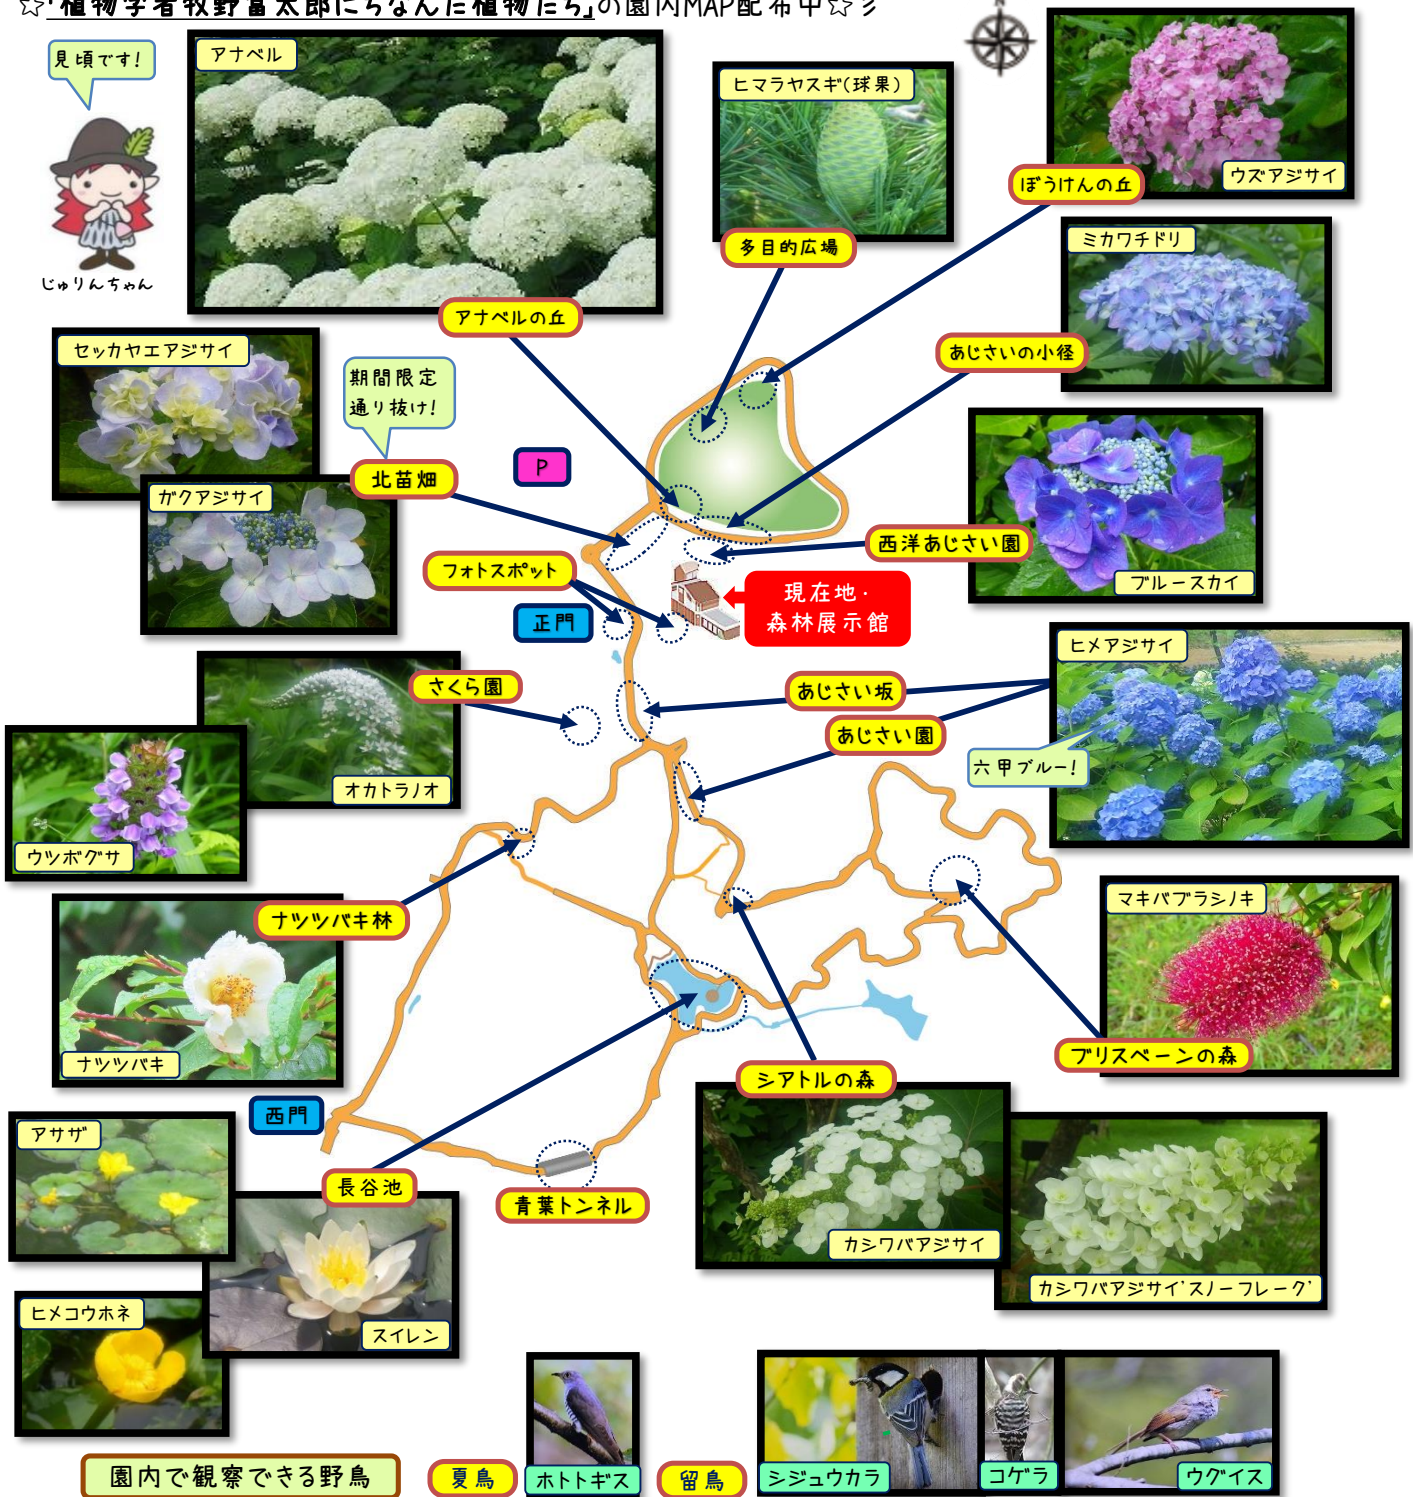 ☆「植物学者牧野富太郎にちなんだ植物たち」の園内MAP配布中☆彡
N
見頃です!
じゅりんちゃん
アナベル
アナベルの丘
ヒマラヤスギ(球果)
多目的広場
ウズアジサイ
ぼうけんの丘
ミカワチドリ
あじさいの小径
セッカヤエアジサイ
ガクアジサイ
期間限定
通り抜け!
北苗畑
P
ブルースカイ
西洋あじさい園
フォトスポット
正門
現在地・
森林展示館
さくら園
オカトラノオ
ウツボグサ
あじさい坂
あじさい園
ヒメアジサイ
六甲ブルー!
ナツツバキ林
ナツツバキ
マキバブラシノキ
ブリスベーンの森
シアトルの森
カシワバアジサイ
カシワバアジサイ'スノーフレーク'
西門
長谷池
青葉トンネル
アサザ
スイレン
ヒメコウホネ
園内で観察できる野鳥
夏鳥
ホトトギス
留鳥
シジュウカラ
コゲラ
ウグイス